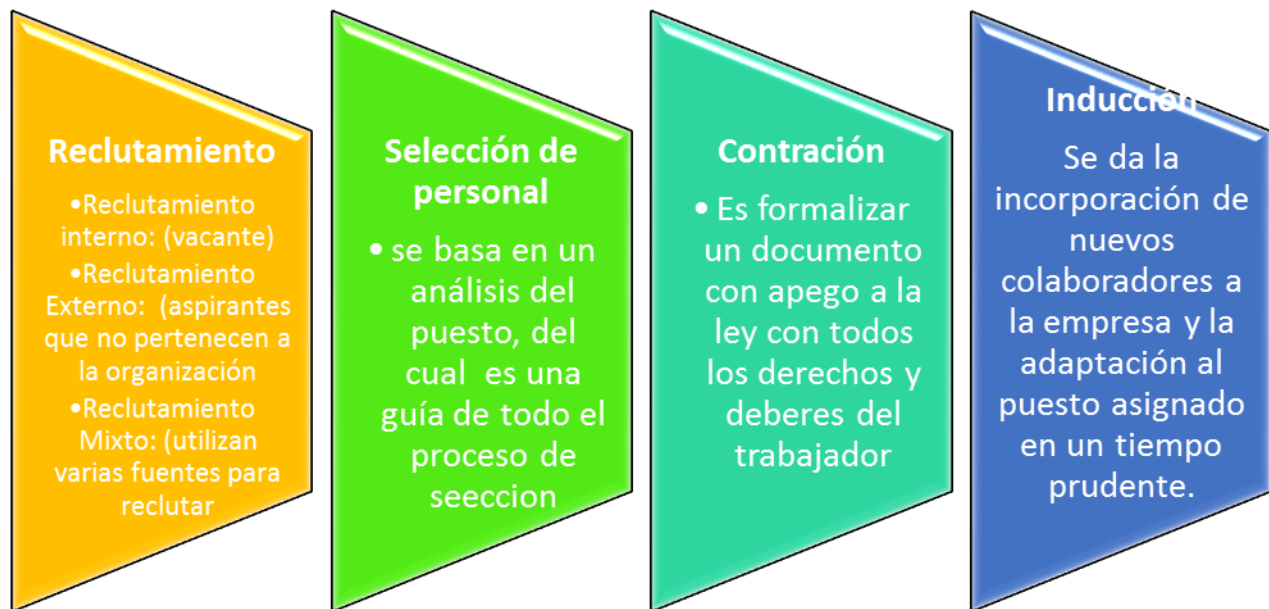 Reclutamiento
•Reclutamiento
interno: (vacante)
•Reclutamiento
Externo:  (aspirantes
que no pertenecen a
la organización
•Reclutamiento
Mixto: (utilizan
varias fuentes para
reclutar
Selección de
personal
• se basa en un
análisis del
puesto, del
cual  es una
guía de todo el
proceso de
seeccion
Contración
• Es formalizar
un documento
con apego a la
ley con todos
los derechos y
deberes del
trabajador
Inducción
Se da la
incorporación de
nuevos
colaboradores a
la empresa y la
adaptación al
puesto asignado
en un tiempo
prudente.